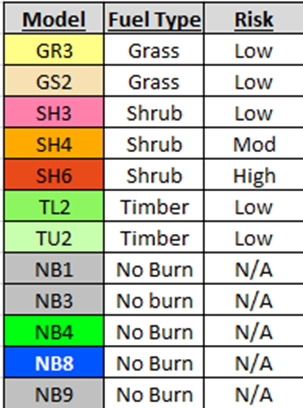 Model Fuel Type Risk
GR3 Grass Low
GS2 Grass Low
SH3 Shrub Low
SH4 Shrub Mod
SH6 Shrub High
TL2 Timber Low
TU2 Timber Low
NB1 No Burn N/A
NB3 No burn N/A
NB4 No Burn N/A
NB8 No Burn N/A
NB9 No Burn N/A